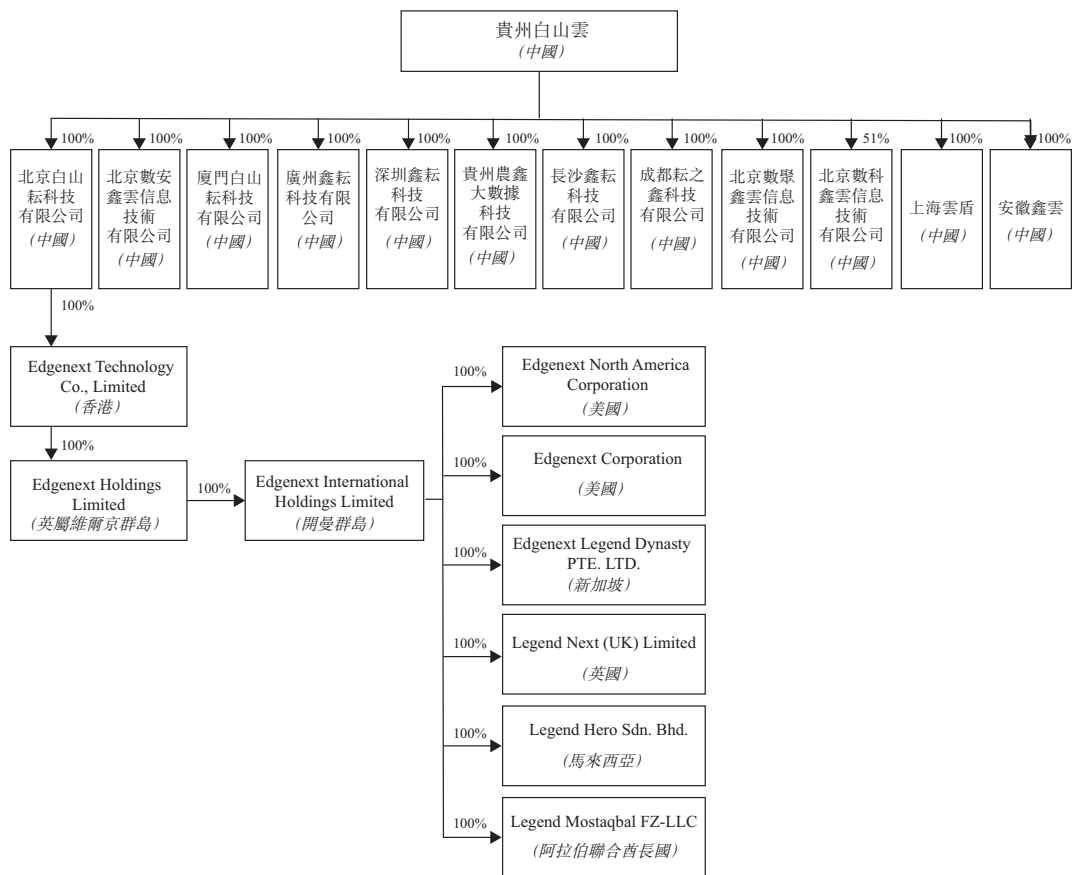 貴州白山雲
(中國)
100%
100%
100%
100%
100%
100%
100%
100%
100%
51%
100%
100%
北京白山
耘科技
有限公司
(中國)
北京數安
鑫雲信息
技術
有限公司
(中國)
廈門白山
耘科技
有限公司
(中國)
廣州鑫耘
科技有限
公司
(中國)
深圳鑫耘
科技
有限公司
(中國)
貴州農鑫
大數據
科技
有限公司
(中國)
長沙鑫耘
科技
有限公司
(中國)
成都耘之
鑫科技
有限公司
(中國)
北京數聚
鑫雲信息
技術
有限公司
(中國)
北京數科
鑫雲信息
技術
有限公司
(中國)
上海雲盾
(中國)
安徽鑫雲
(中國)
100%
Edgenext Technology
Co., Limited
(香港)
100%
Edgenext Holdings
Limited
(英屬維爾京群島)
100%
Edgenext International
Holdings Limited
(開曼群島)
100%
Edgenext North America
Corporation
(美國)
100%
Edgenext Corporation
(美國)
100%
Edgenext Legend Dynasty
PTE. LTD.
(新加坡)
100%
Legend Next (UK) Limited
(英國)
100%
Legend Hero Sdn. Bhd.
(馬來西亞)
100%
Legend Mostaqbal FZ-LLC
(阿拉伯聯合酋長國)